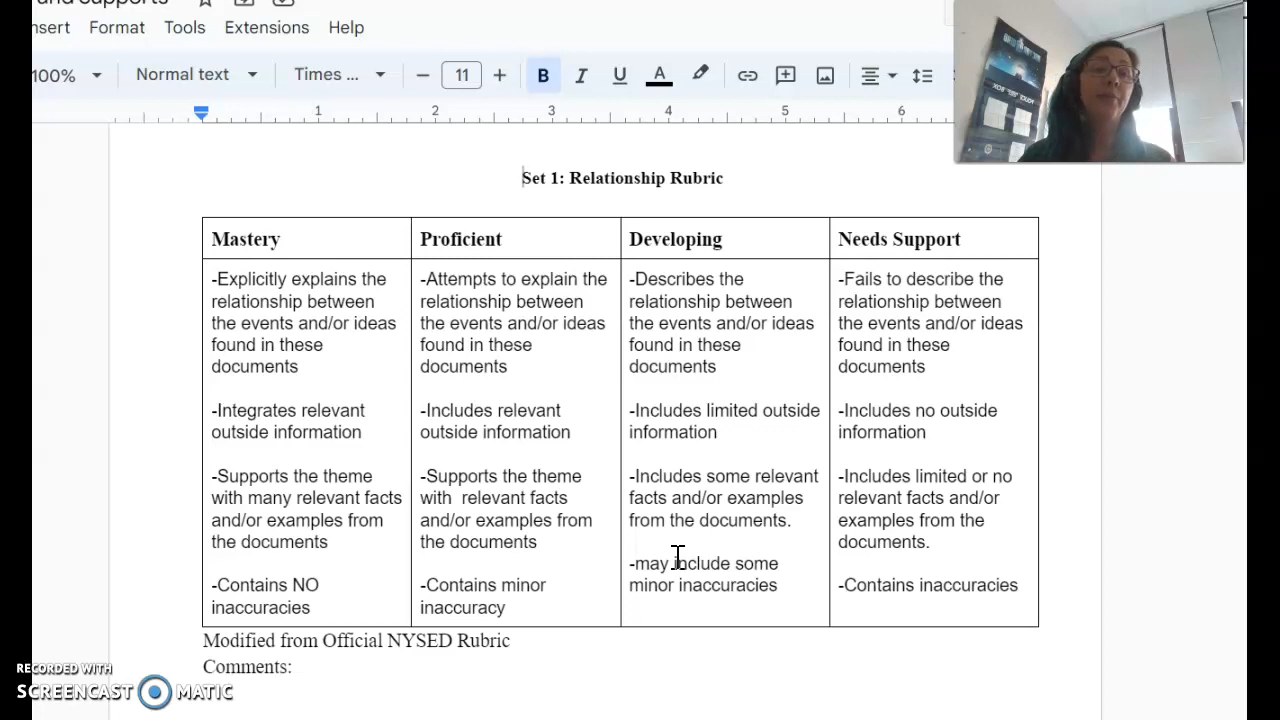 and Supports
nsert Format Tools Extensions Help
100% Normal text Times ... 11 B I U A
1 2 3 4 5 6
Set 1: Relationship Rubric
Mastery Proficient Developing Needs Support
-Explicitly explains the
relationship between
the events and/or ideas
found in these
documents
-Integrates relevant
outside information
-Supports the theme
with many relevant facts
and/or examples from
the documents
-Contains NO
inaccuracies
-Attempts to explain the
relationship between
the events and/or ideas
found in these
documents
-Includes relevant
outside information
-Supports the theme
with  relevant facts
and/or examples from
the documents
-Contains minor
inaccuracy
-Describes the
relationship between
the events and/or ideas
found in these
documents
-Includes limited outside
information
-Includes some relevant
facts and/or examples
from the documents.
-may include some
minor inaccuracies
-Fails to describe the
relationship between
the events and/or ideas
found in these
documents
-Includes no outside
information
-Includes limited or no
relevant facts and/or
examples from the
documents.
-Contains inaccuracies
Modified from Official NYSED Rubric
Comments:
RECORDED WITH
SCREENCAST MATIC